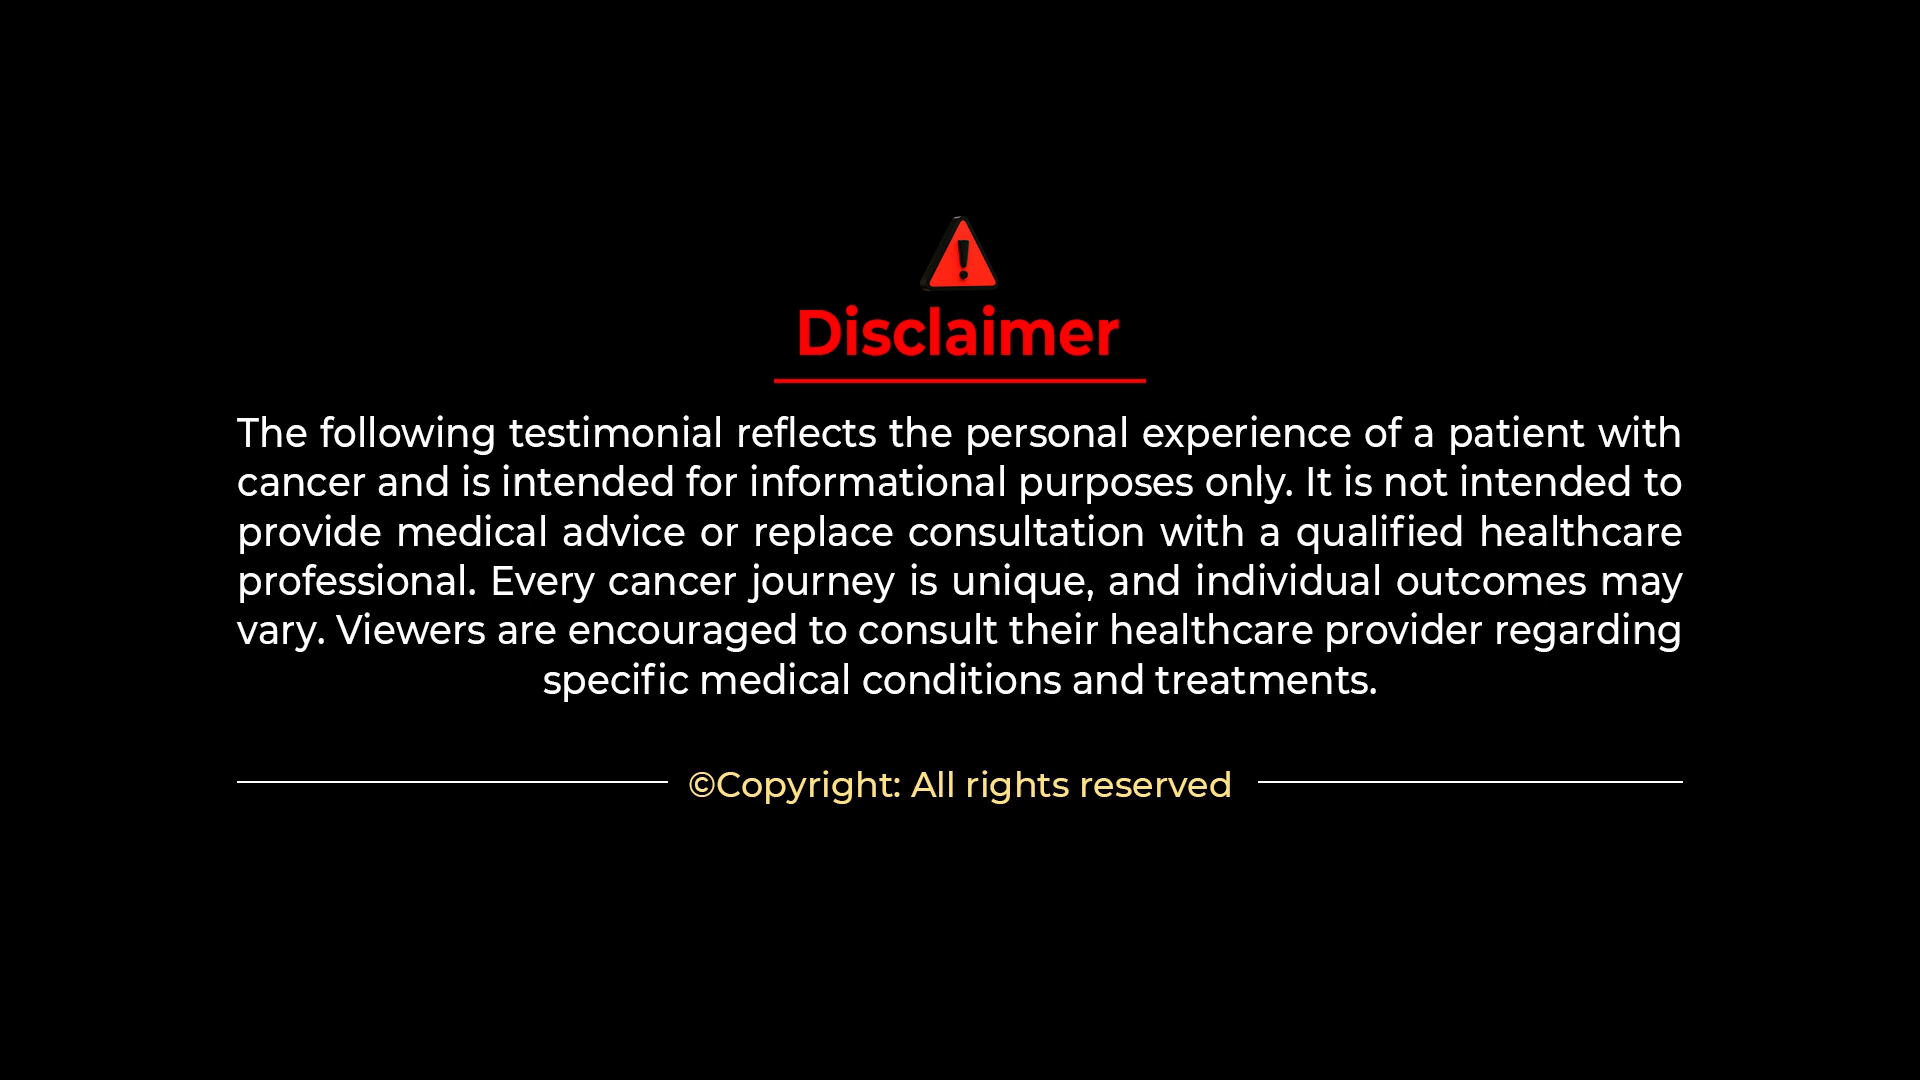 Disclaimer
The following testimonial reflects the personal experience of a patient with
cancer and is intended for informational purposes only. It is not intended to
provide medical advice or replace consultation with a qualified healthcare
professional. Every cancer journey is unique, and individual outcomes may
vary. Viewers are encouraged to consult their healthcare provider regarding
specific medical conditions and treatments.
©Copyright: All rights reserved